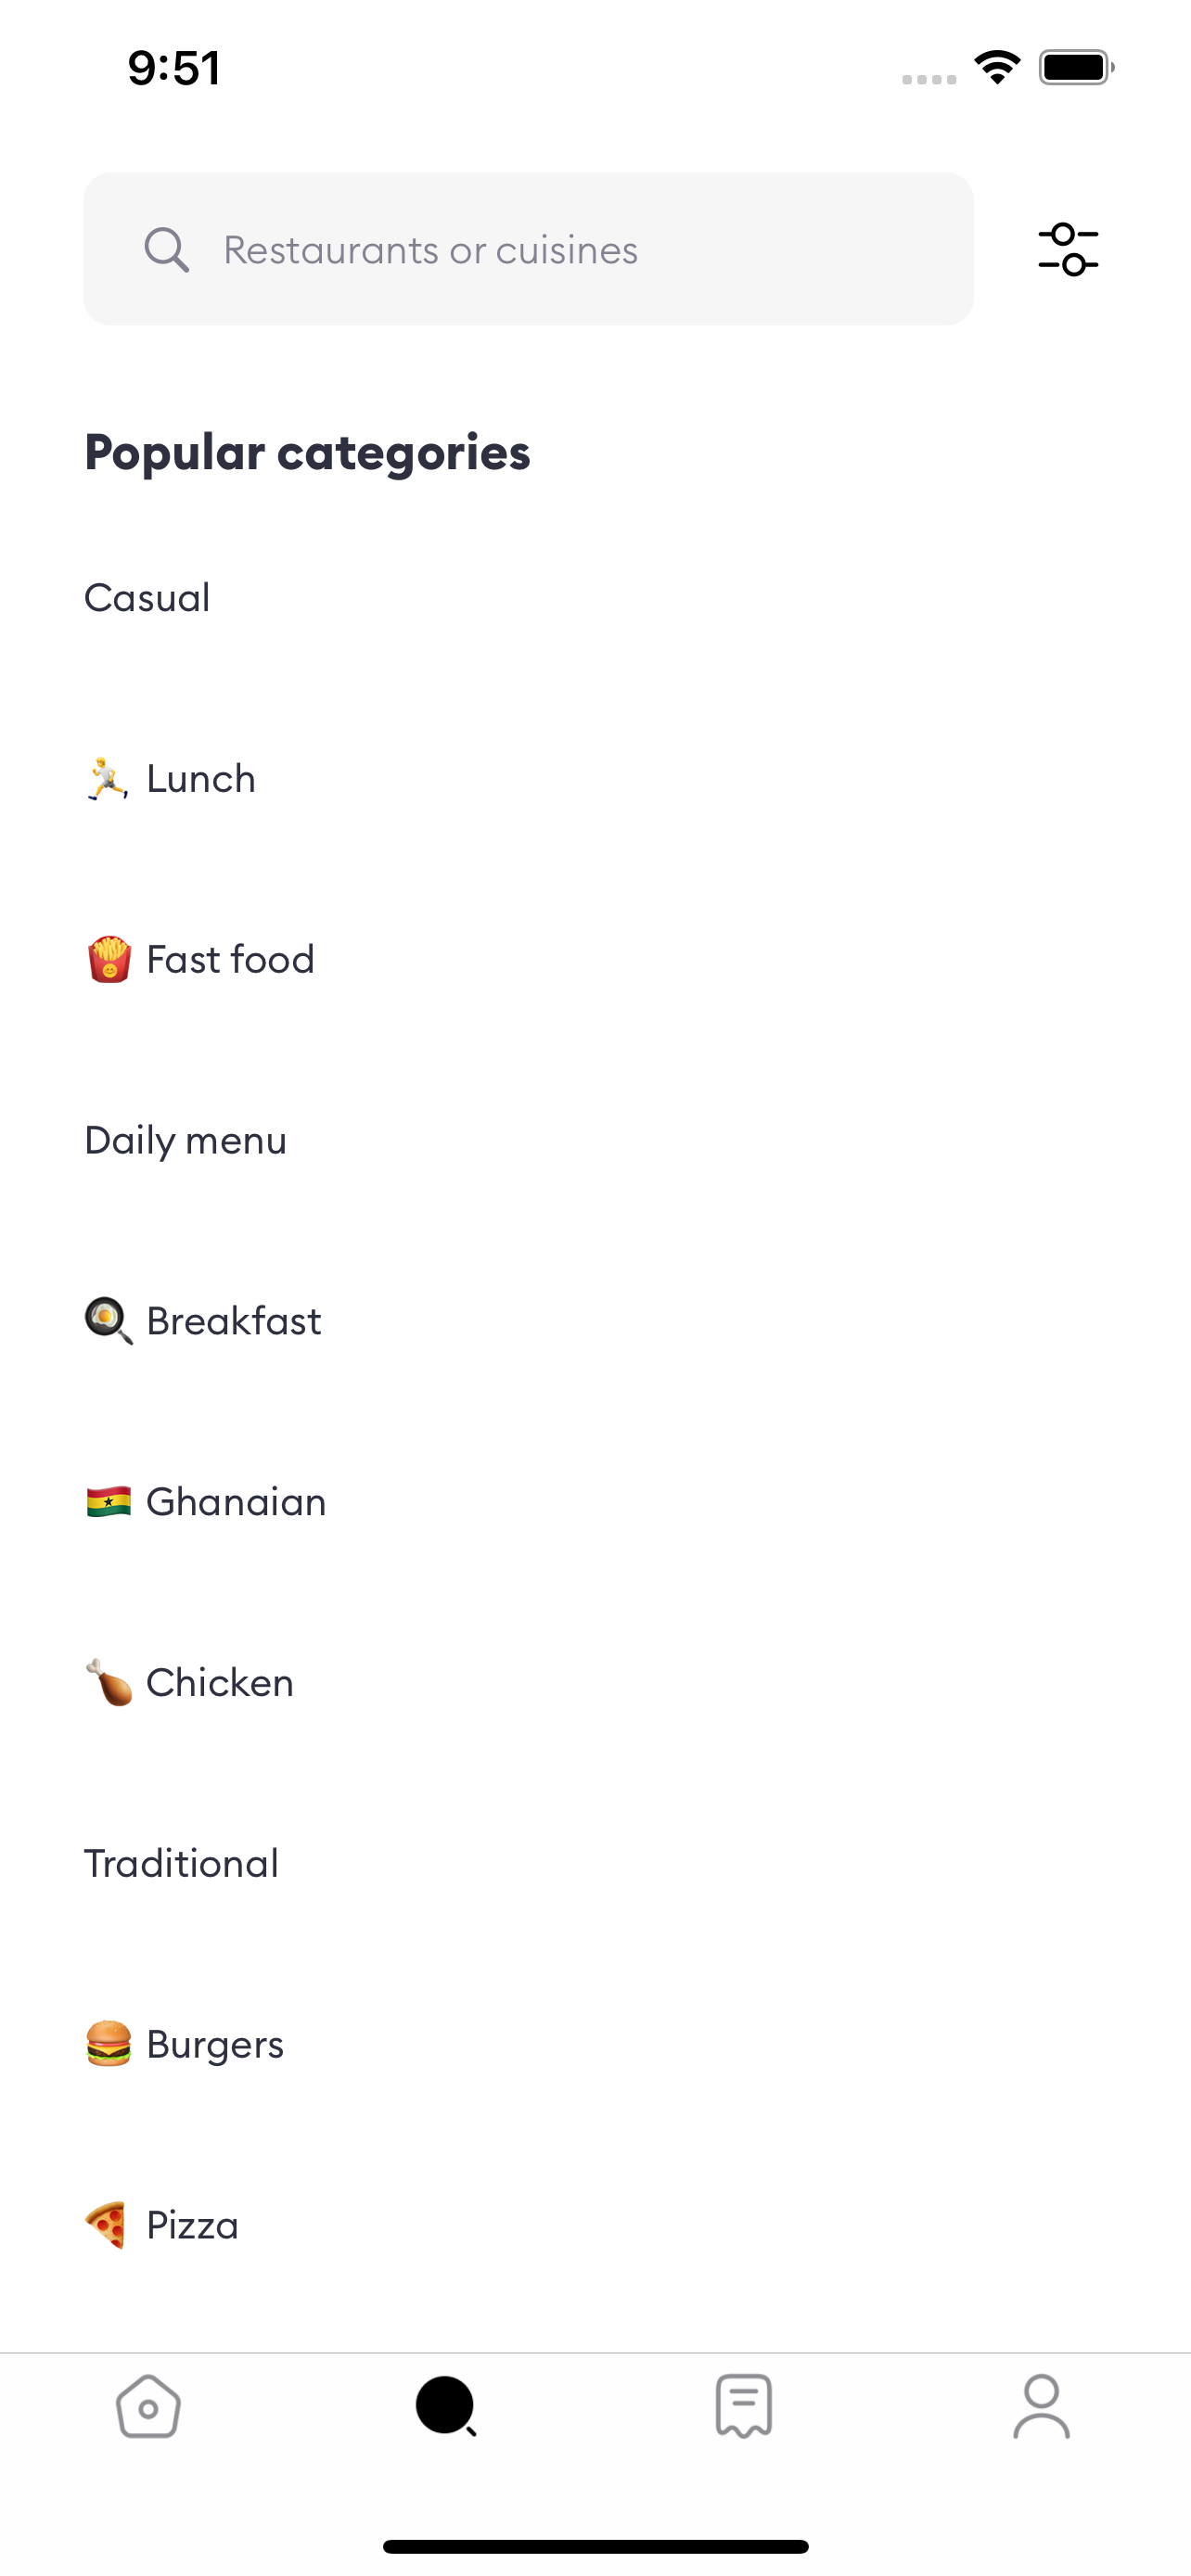 9:51
Restaurants or cuisines
Popular categories
Casual
🏃 Lunch
🍟 Fast food
Daily menu
🍳 Breakfast
🇬🇭 Ghanaian
🍗 Chicken
Traditional
🍔 Burgers
🍕 Pizza